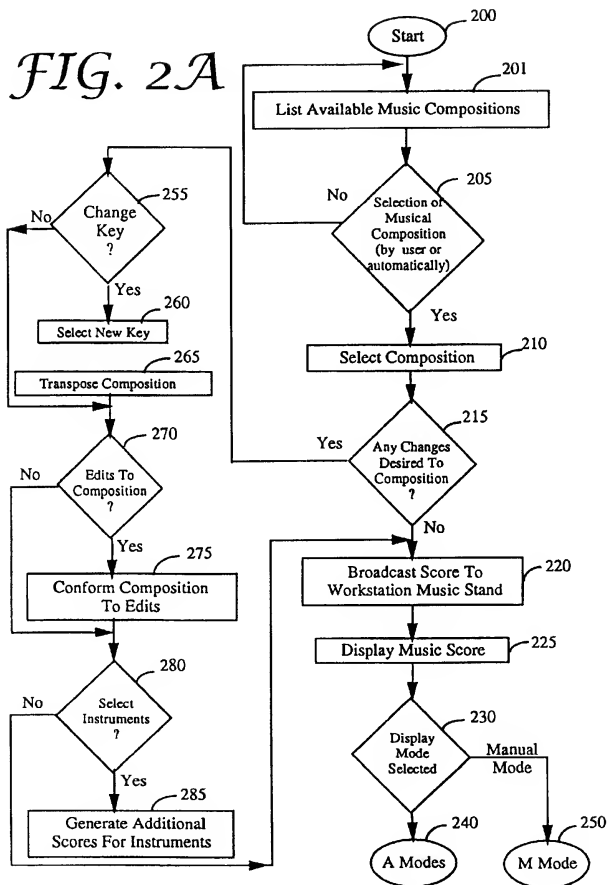 FIG. 2A
200
Start
201
List Available Music Compositions
205
No
Selection of
Musical
Composition
(by user or
automatically)
Yes
210
Select Composition
215
Yes
Any Changes
Desired To
Composition
?
No
220
Broadcast Score To
Workstation Music Stand
225
Display Music Score
230
Display
Mode
Selected
Manual
Mode
240
A Modes
250
M Mode
255
No
Change
Key
?
Yes
260
Select New Key
265
Transpose Composition
270
No
Edits To
Composition
?
Yes
275
Conform Composition
To Edits
280
No
Select
Instruments
?
Yes
285
Generate Additional
Scores For Instruments